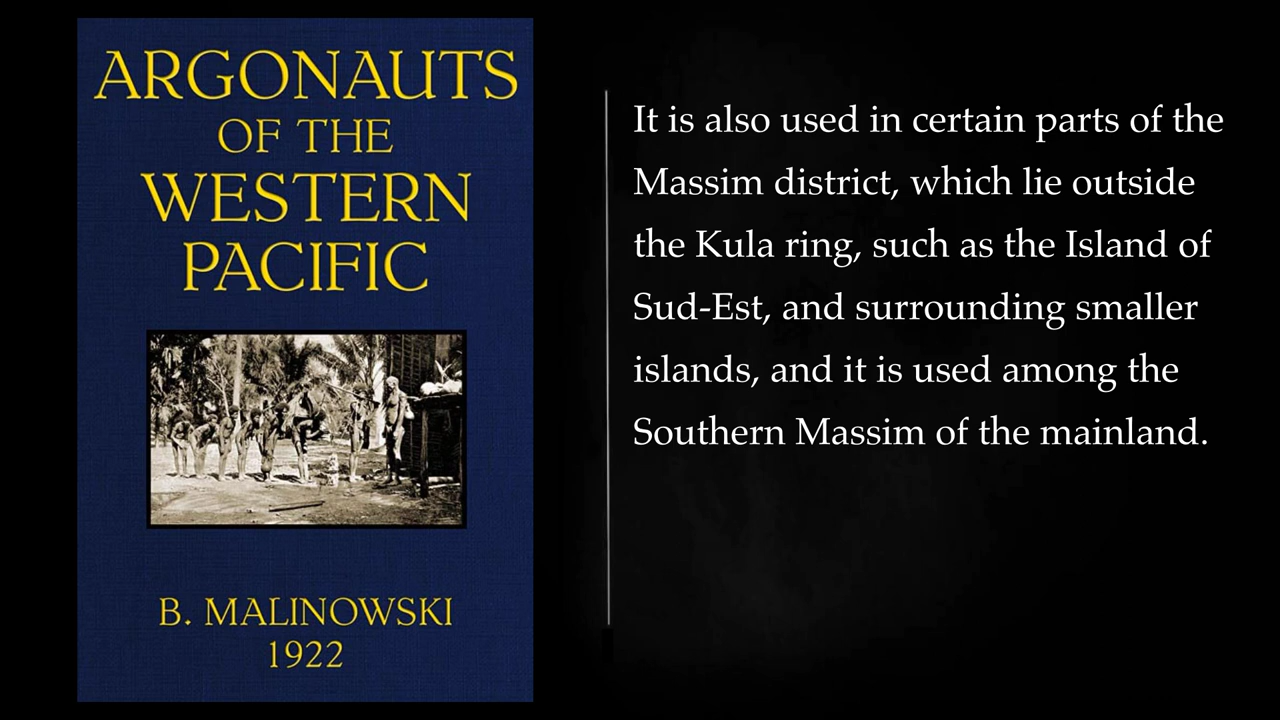 ARGONAUTS
OF THE
WESTERN
PACIFIC
B. MALINOWSKI
1922
It is also used in certain parts of the
Massim district, which lie outside
the Kula ring, such as the Island of
Sud-Est, and surrounding smaller
islands, and it is used among the
Southern Massim of the mainland.